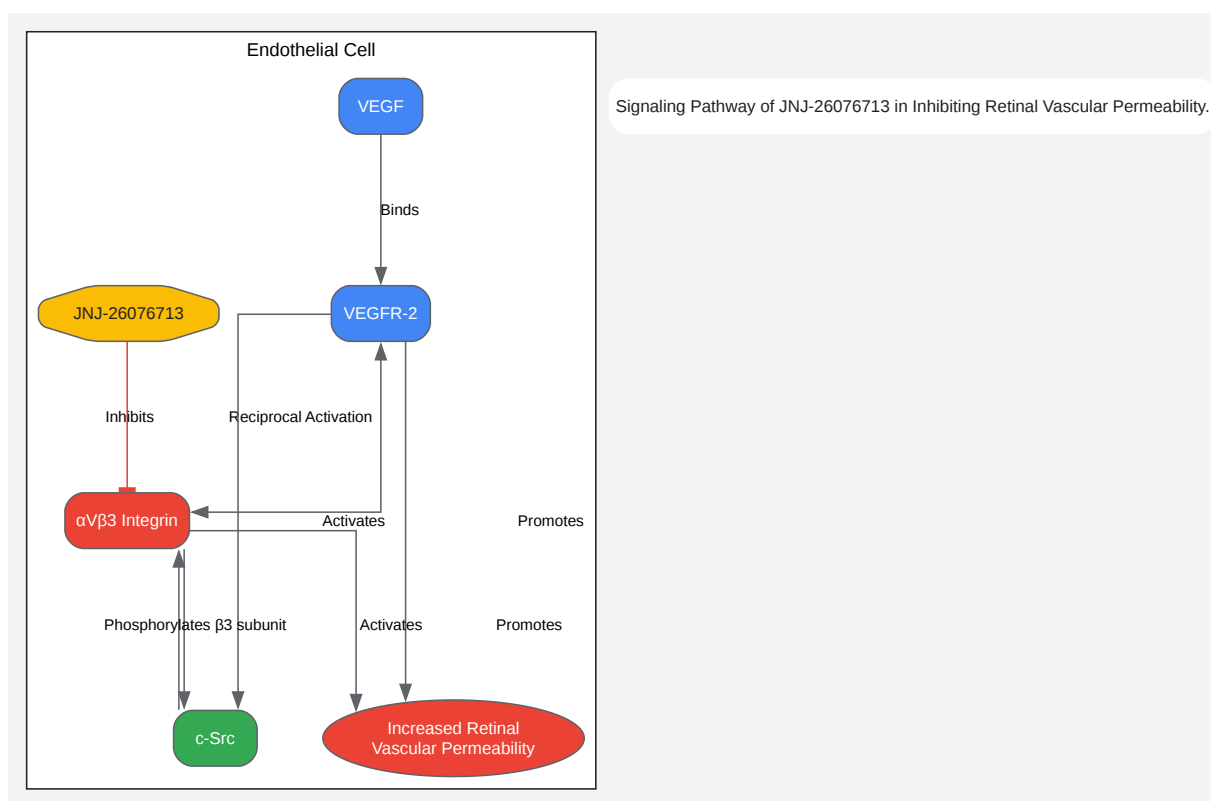 Endothelial Cell
VEGF
Signaling Pathway of JNJ-26076713 in Inhibiting Retinal Vascular Permeability.
Binds
JNJ-26076713
VEGFR-2
Inhibits
Reciprocal Activation
αVβ3 Integrin
Activates
Promotes
Phosphorylates β3 subunit
Activates
Promotes
c-Src
Increased Retinal
Vascular Permeability